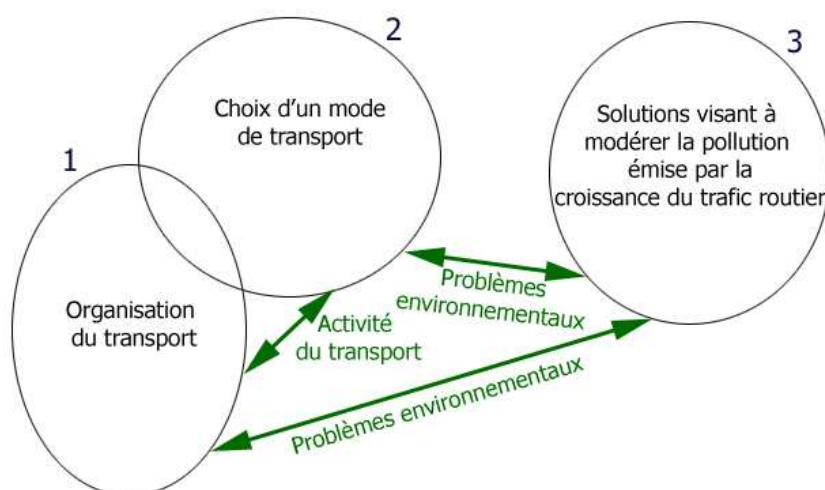 2
3
Choix d'un mode
de transport
Solutions visant à
modérer la pollution
émise par la
croissance du trafic routier
1
Organisation
du transport
Problèmes
environnementaux
Activité
du transport
Problèmes environnementaux